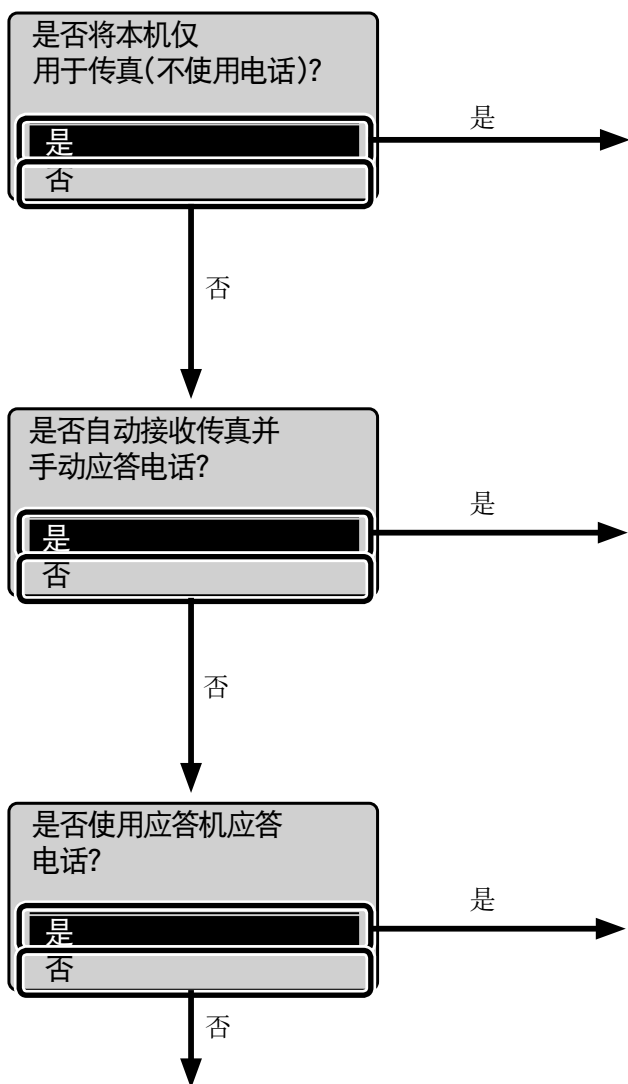 是否将本机仅
用于传真(不使用电话)?
是
否
是
否
是否自动接收传真并
手动应答电话?
是
否
是
否
是否使用应答机应答
电话?
是
否
是
否